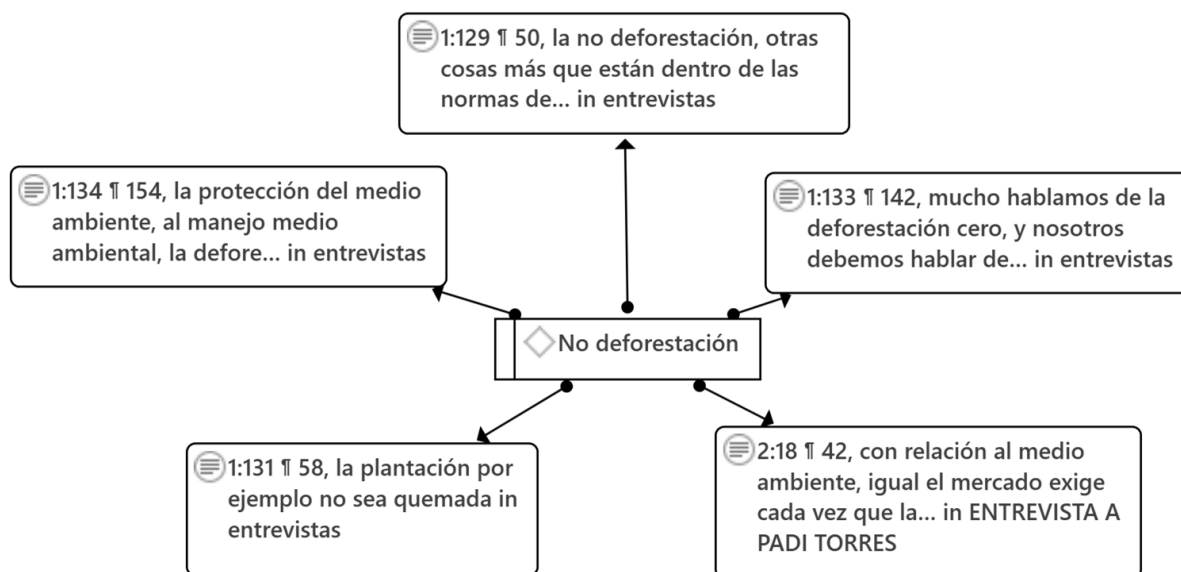 1:129 ¶ 50, la no deforestación, otras
cosas más que están dentro de las
normas de... in entrevistas
1:134 ¶ 154, la protección del medio
ambiente, al manejo medio
ambiental, la defore... in entrevistas
1:133 ¶ 142, mucho hablamos de la
deforestación cero, y nosotros
debemos hablar de... in entrevistas
No deforestación
1:131 ¶ 58, la plantación por
ejemplo no sea quemada in
entrevistas
2:18 ¶ 42, con relación al medio
ambiente, igual el mercado exige
cada vez que la... in ENTREVISTA A
PADI TORRES